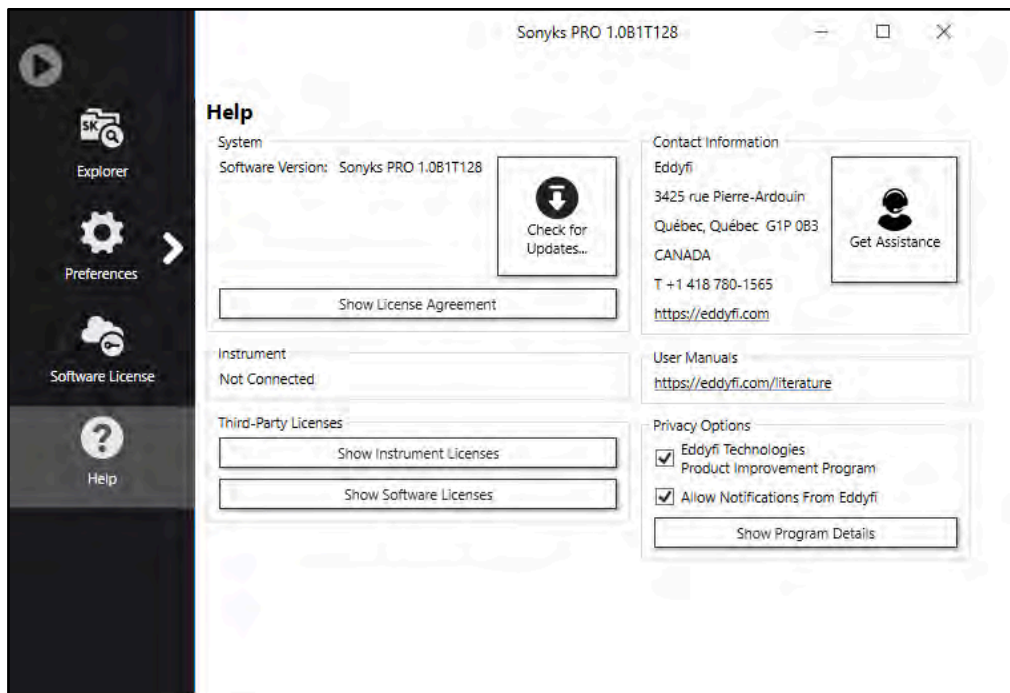 Sonyks PRO 1.0B1T128
SK
Explorer
Preferences
Software License
Help
Help
System
Software Version: Sonyks PRO 1.0B1T128
Check for
Updates...
Show License Agreement
Instrument
Not Connected
Third-Party Licenses
Show Instrument Licenses
Show Software Licenses
Contact Information
Eddyfi
3425 rue Pierre-Ardouin
Québec, Québec G1P 0B3
CANADA
T +1 418 780-1565
https://eddyfi.com
Get Assistance
User Manuals
https://eddyfi.com/literature
Privacy Options
Eddyfi Technologies
Product Improvement Program
Allow Notifications From Eddyfi
Show Program Details